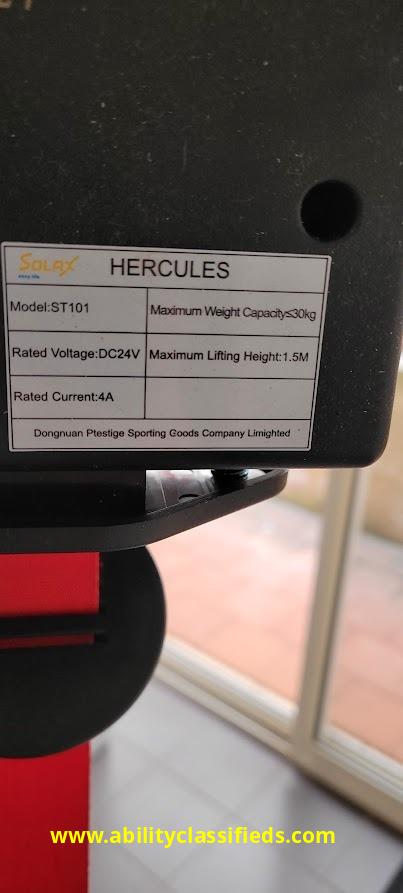 SOLAX
easy life
HERCULES
Model:ST101
Maximum Weight Capacity≤30kg
Rated Voltage:DC24V
Maximum Lifting Height:1.5M
Rated Current:4A
Dongnuan Ptestige Sporting Goods Company Limighted
www.abilityclassifieds.com